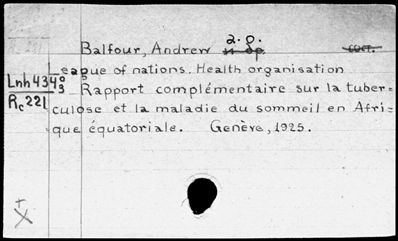 Balfour, Andrew a. g.
League of nations. Health organisation
Lnh 434⁰₃
Rc 221
Rapport complémentaire sur la tuber-
culose et la maladie du sommeil en Afri-
que équatoriale. Genève, 1925.